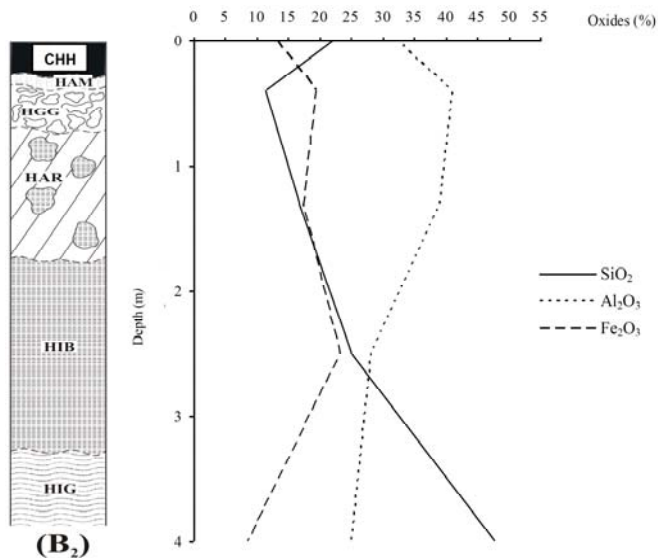 0 5 10 15 20 25 30 35 40 45 50 55 Oxides (%)
0
1
2
3
4
Depth (m)
CHH
HAM
HGG
HAR
HIB
HIG
(B₂)
SiO₂
Al₂O₃
Fe₂O₃